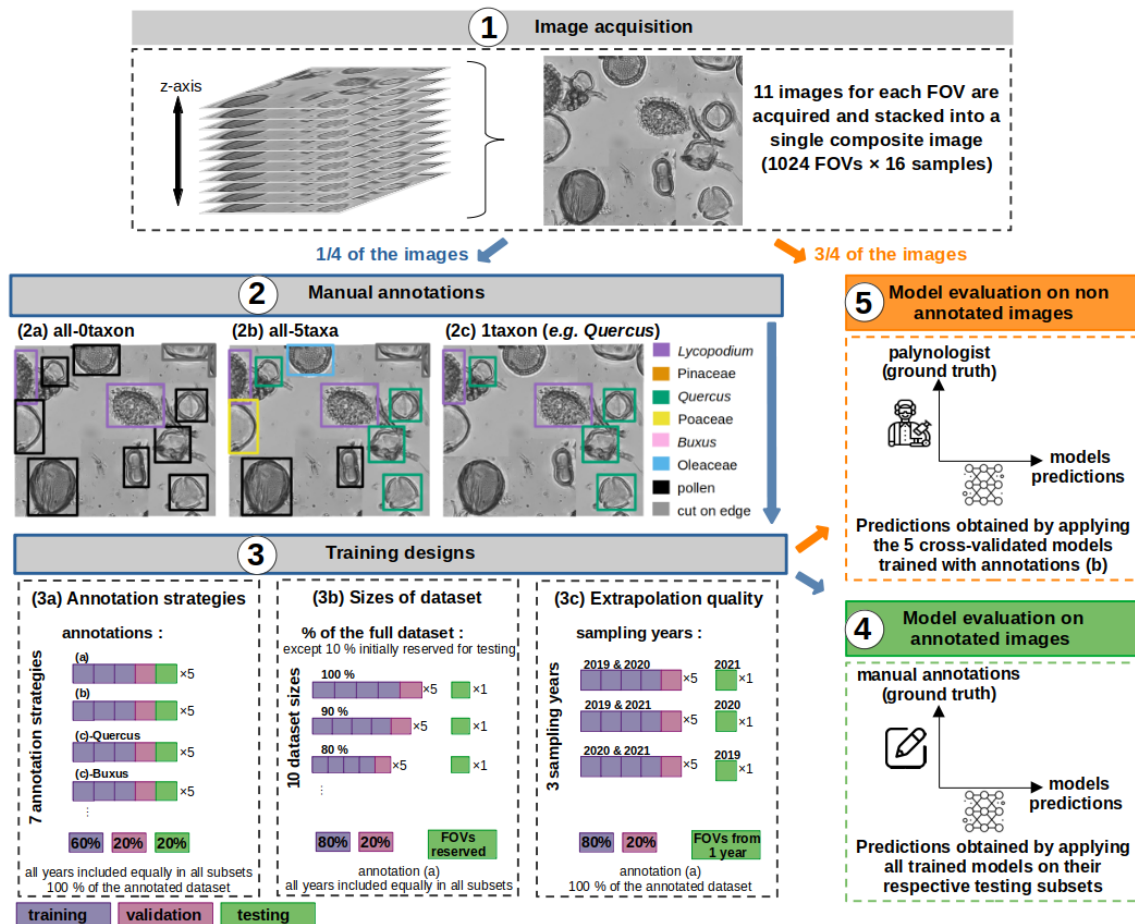 1
Image acquisition
z-axis
11 images for each FOV are
acquired and stacked into a
single composite image
(1024 FOVs × 16 samples)
1/4 of the images
3/4 of the images
2
Manual annotations
(2a) all-0taxon
(2b) all-5taxa
(2c) 1taxon (e.g. Quercus)
Lycopodium
Pinaceae
Quercus
Poaceae
Buxus
Oleaceae
pollen
cut on edge
5
Model evaluation on non
annotated images
palynologist
(ground truth)
models
predictions
Predictions obtained by applying
the 5 cross-validated models
trained with annotations (b)
3
Training designs
(3a) Annotation strategies
7 annotation strategies
annotations :
(a)
×5
(b)
×5
(c)-Quercus
×5
(c)-Buxus
×5
...
60%
20%
20%
all years included equally in all subsets
100 % of the annotated dataset
(3b) Sizes of dataset
10 dataset sizes
% of the full dataset :
except 10 % initially reserved for testing
100 %
×5
×1
90 %
×5
×1
80 %
×5
×1
...
80%
20%
FOVs
reserved
annotation (a)
all years included equally in all subsets
(3c) Extrapolation quality
3 sampling years
sampling years :
2019 & 2020
2021
×5
×1
2019 & 2021
2020
×5
×1
2020 & 2021
2019
×5
×1
80%
20%
FOVs from
1 year
annotation (a)
100 % of the annotated dataset
4
Model evaluation on
annotated images
manual annotations
(ground truth)
models
predictions
Predictions obtained by applying
all trained models on their
respective testing subsets
training
validation
testing